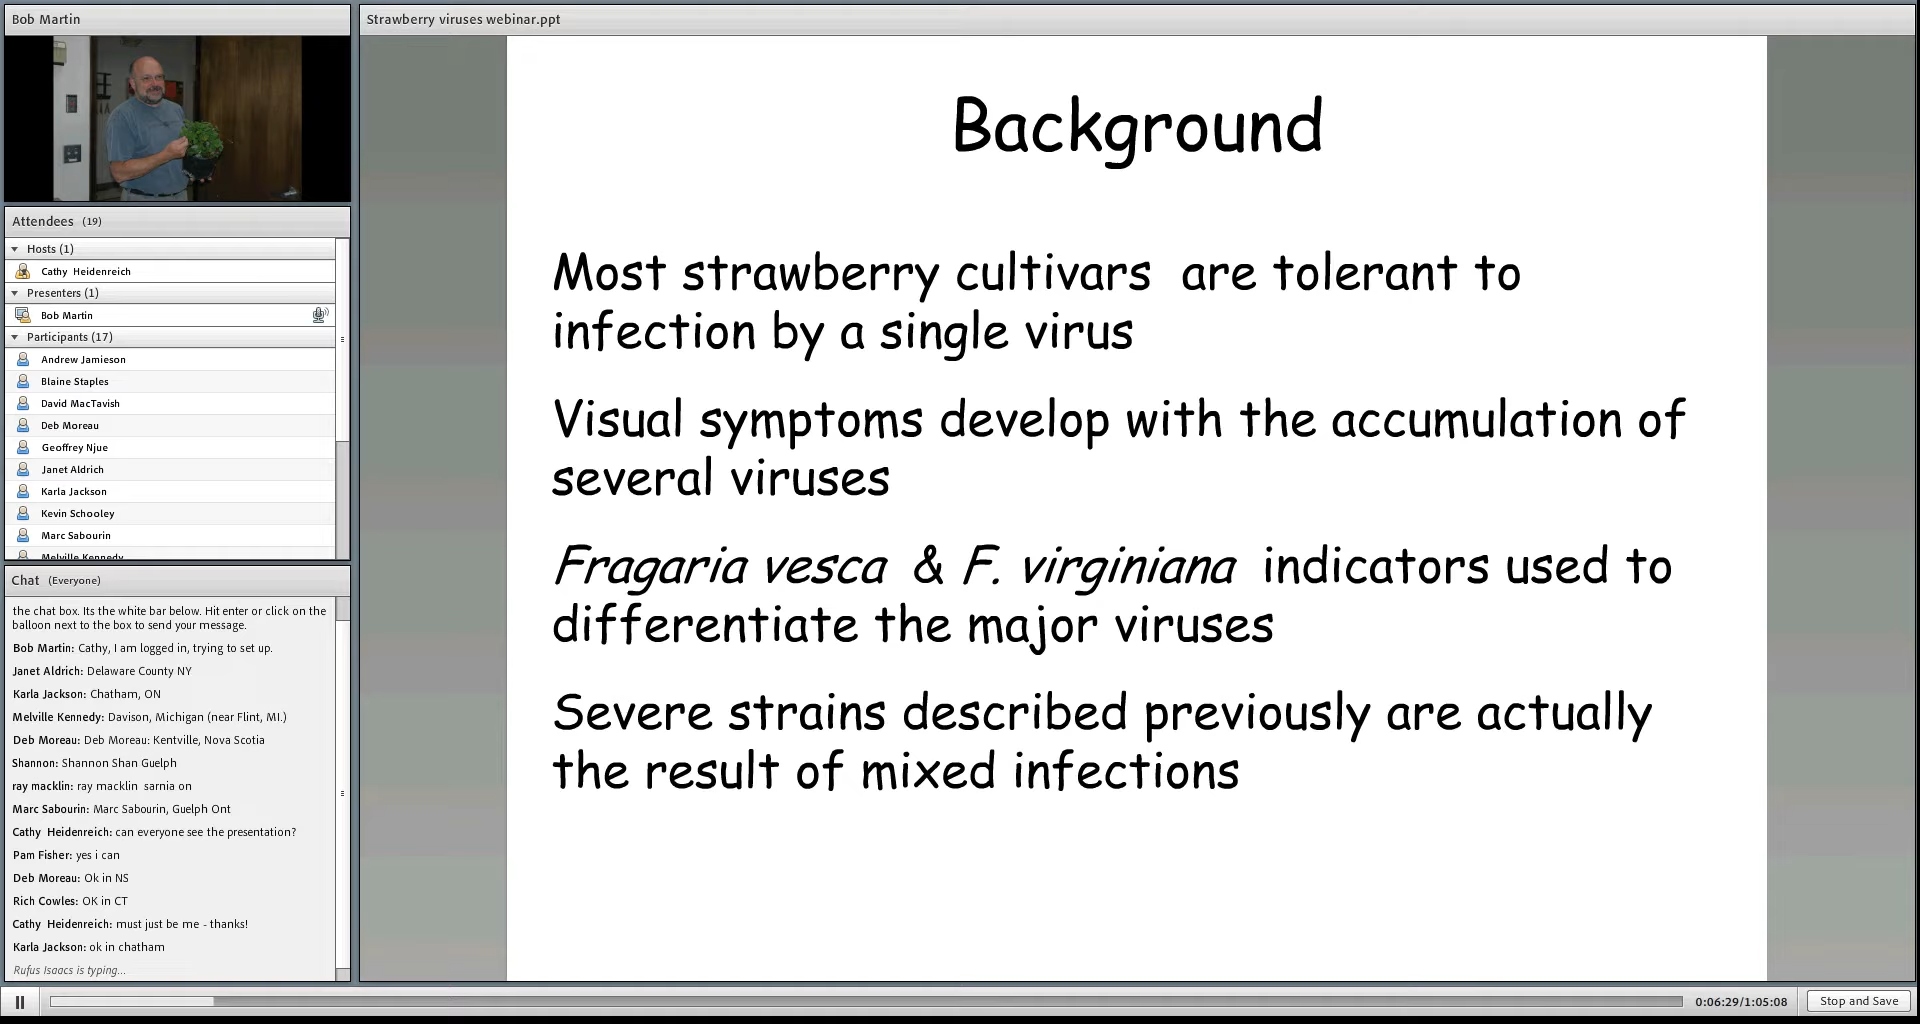 Bob Martin
Strawberry viruses webinar.ppt
Attendees (19)
Hosts (1)
Cathy Heidenreich
Presenters (1)
Bob Martin
Participants (17)
Andrew Jamieson
Blaine Staples
David MacTavish
Deb Moreau
Geoffrey Njue
Janet Aldrich
Karla Jackson
Kevin Schooley
Marc Sabourin
Melville Kennedy
Chat (Everyone)
the chat box. Its the white bar below. Hit enter or click on the
balloon next to the box to send your message.
Bob Martin: Cathy, I am logged in, trying to set up.
Janet Aldrich: Delaware County NY
Karla Jackson: Chatham, ON
Melville Kennedy: Davison, Michigan (near Flint, MI.)
Deb Moreau: Deb Moreau: Kentville, Nova Scotia
Shannon: Shannon Shan Guelph
ray macklin: ray macklin sarnia on
Marc Sabourin: Marc Sabourin, Guelph Ont
Cathy Heidenreich: can everyone see the presentation?
Pam Fisher: yes i can
Deb Moreau: Ok in NS
Rich Cowles: OK in CT
Cathy Heidenreich: must just be me - thanks!
Karla Jackson: ok in chatham
Rufus Isaacs is typing...
Background
Most strawberry cultivars are tolerant to
infection by a single virus
Visual symptoms develop with the accumulation of
several viruses
Fragaria vesca & F. virginiana indicators used to
differentiate the major viruses
Severe strains described previously are actually
the result of mixed infections
0:06:29/1:05:08
Stop and Save